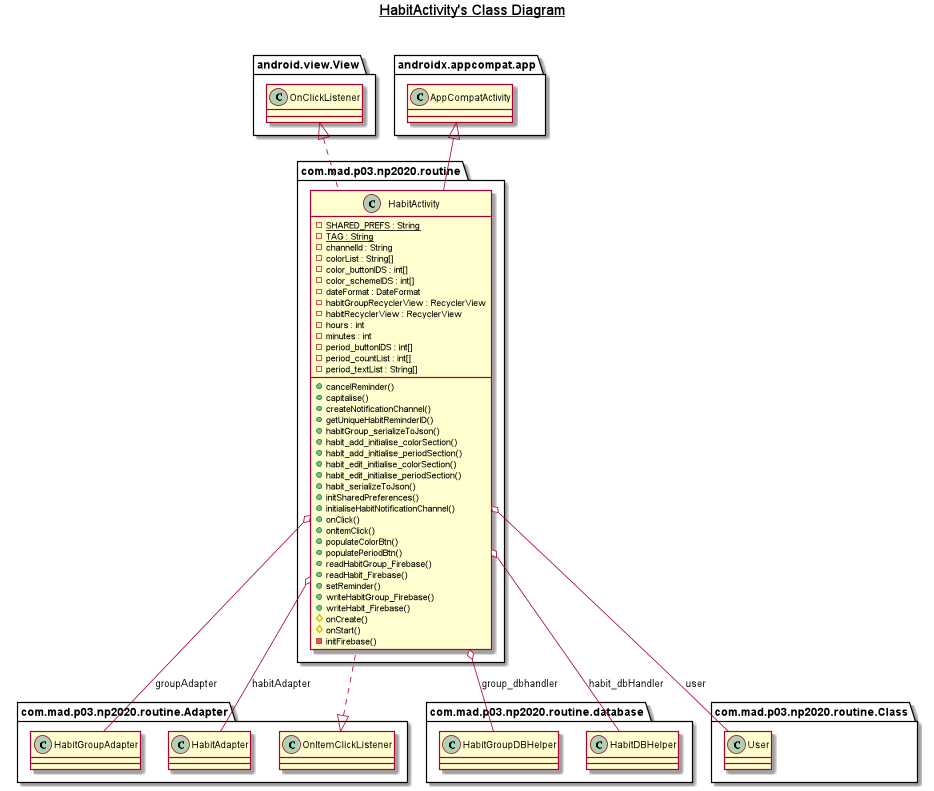 HabitActivity's Class Diagram
android.view.View
androidx.appcompat.app
C OnClickListener
C AppCompatActivity
com.mad.p03.np2020.routine
C HabitActivity
SHARED_PREFS : String
TAG : String
channelId : String
colorList : String[]
color_buttonIDS : int[]
color_schemeIDS : int[]
dateFormat : DateFormat
habitGroupRecyclerView : RecyclerView
habitRecyclerView : RecyclerView
hours : int
minutes : int
period_buttonIDS : int[]
period_countList : int[]
period_textList : String[]
cancelReminder()
capitalise()
createNotificationChannel()
getUniqueHabitReminderID()
habitGroup_serializeToJson()
habit_add_initialise_colorSection()
habit_add_initialise_periodSection()
habit_edit_initialise_colorSection()
habit_edit_initialise_periodSection()
habit_serializeToJson()
initSharedPreferences()
initialiseHabitNotificationChannel()
onClick()
onItemClick()
populateColorBtn()
populatePeriodBtn()
readHabitGroup_Firebase()
readHabit_Firebase()
setReminder()
writeHabitGroup_Firebase()
writeHabit_Firebase()
onCreate()
onStart()
initFirebase()
groupAdapter
habitAdapter
group_dbhandler
habit_dbHandler
user
com.mad.p03.np2020.routine.Adapter
com.mad.p03.np2020.routine.database
com.mad.p03.np2020.routine.Class
C HabitGroupAdapter
C HabitAdapter
C OnItemClickListener
C HabitGroupDBHelper
C HabitDBHelper
C User